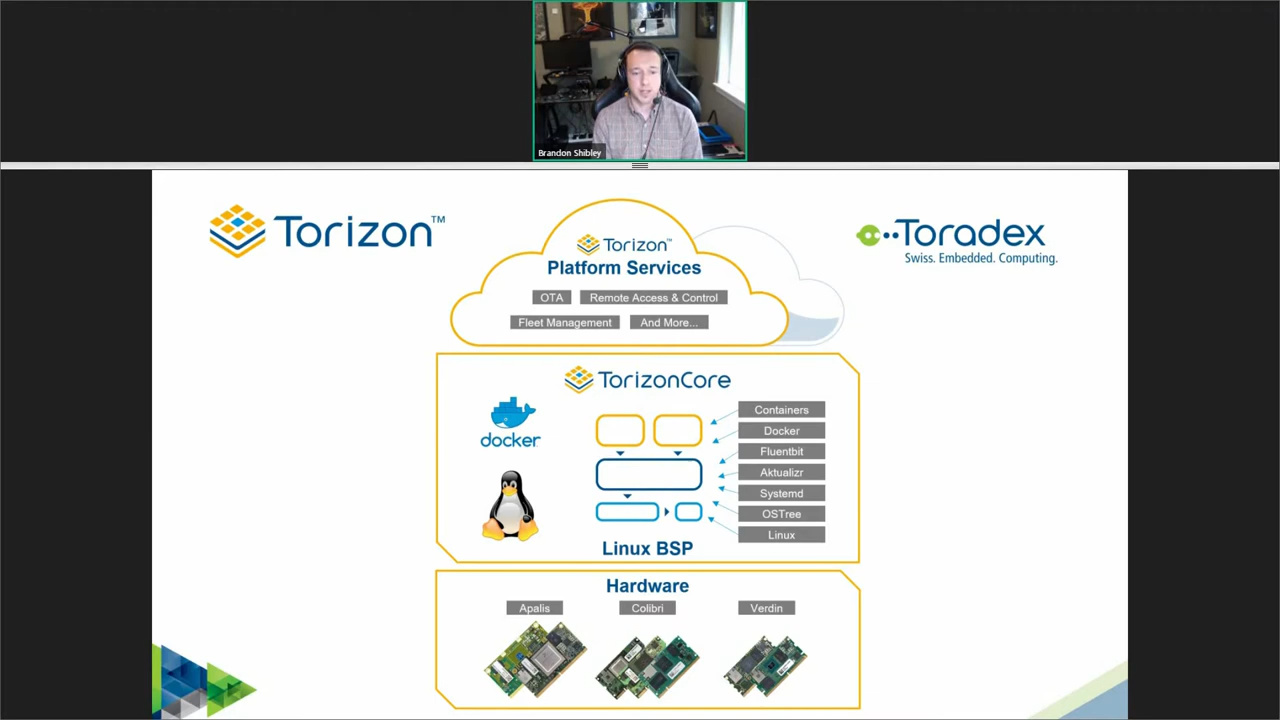 Brandon Shibley
Torizon™
Toradex
Swiss. Embedded. Computing.
Torizon™
Platform Services
OTA
Remote Access & Control
Fleet Management
And More...
TorizonCore
docker
Containers
Docker
Fluentbit
Aktualizr
Systemd
OSTree
Linux
Linux BSP
Hardware
Apalis
Colibri
Verdin